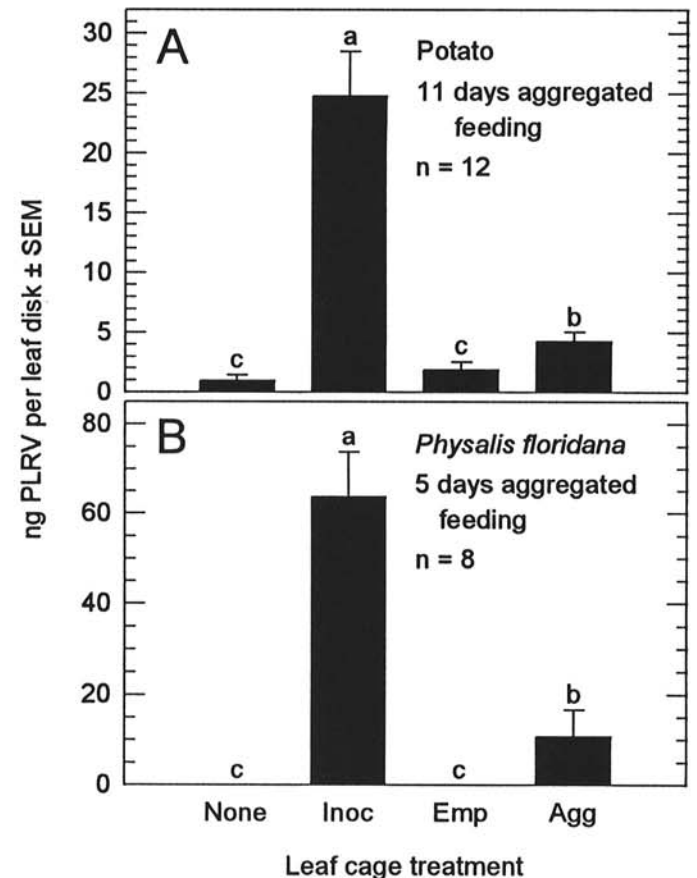 ng PLRV per leaf disk ± SEM
A
Potato
11 days aggregated
feeding
n = 12
30
25
20
15
10
5
0
c
a
c
b
B
Physalis floridana
5 days aggregated
feeding
n = 8
80
60
40
20
0
c
a
c
b
None Inoc Emp Agg
Leaf cage treatment